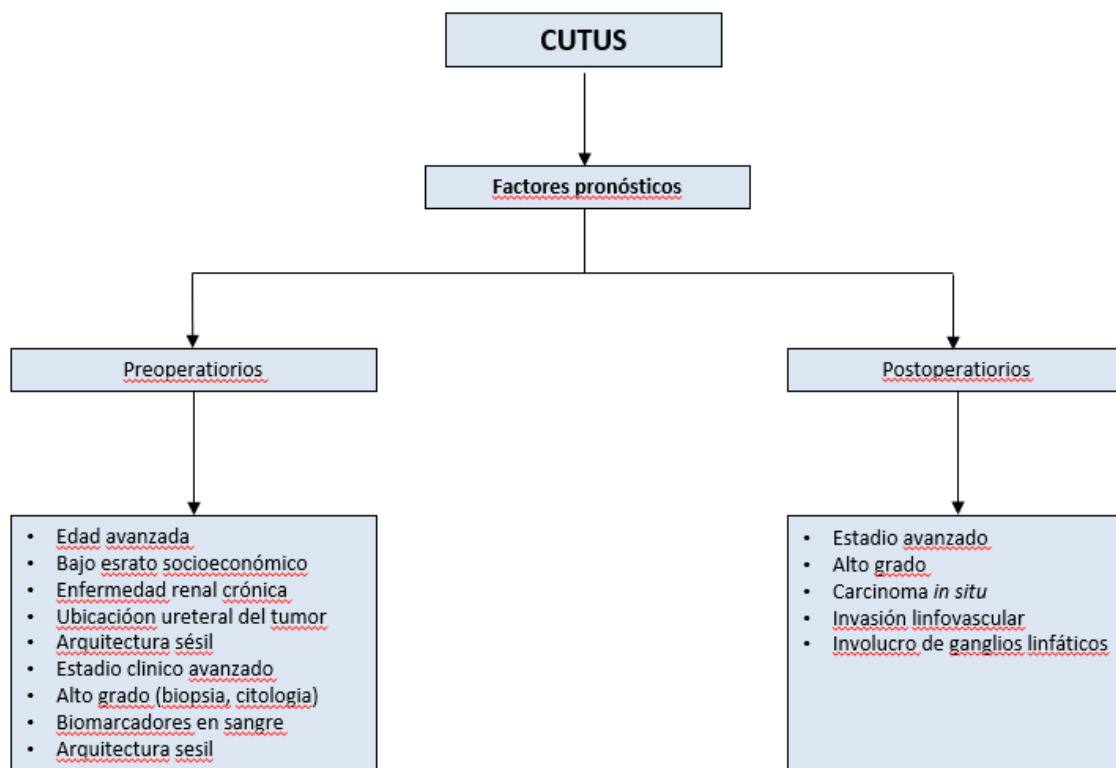 CUTUS
Factores pronósticos
Preoperatiorios
Postoperatiorios
• Edad avanzada
• Bajo esrato socioeconómico
• Enfermedad renal crónica
• Ubicacióon ureteral del tumor
• Arquitectura sésil
• Estadio clinico avanzado
• Alto grado (biopsia, citologia)
• Biomarcadores en sangre
• Arquitectura sesil
• Estadio avanzado
• Alto grado
• Carcinoma in situ
• Invasión linfovascular
• Involucro de ganglios linfáticos